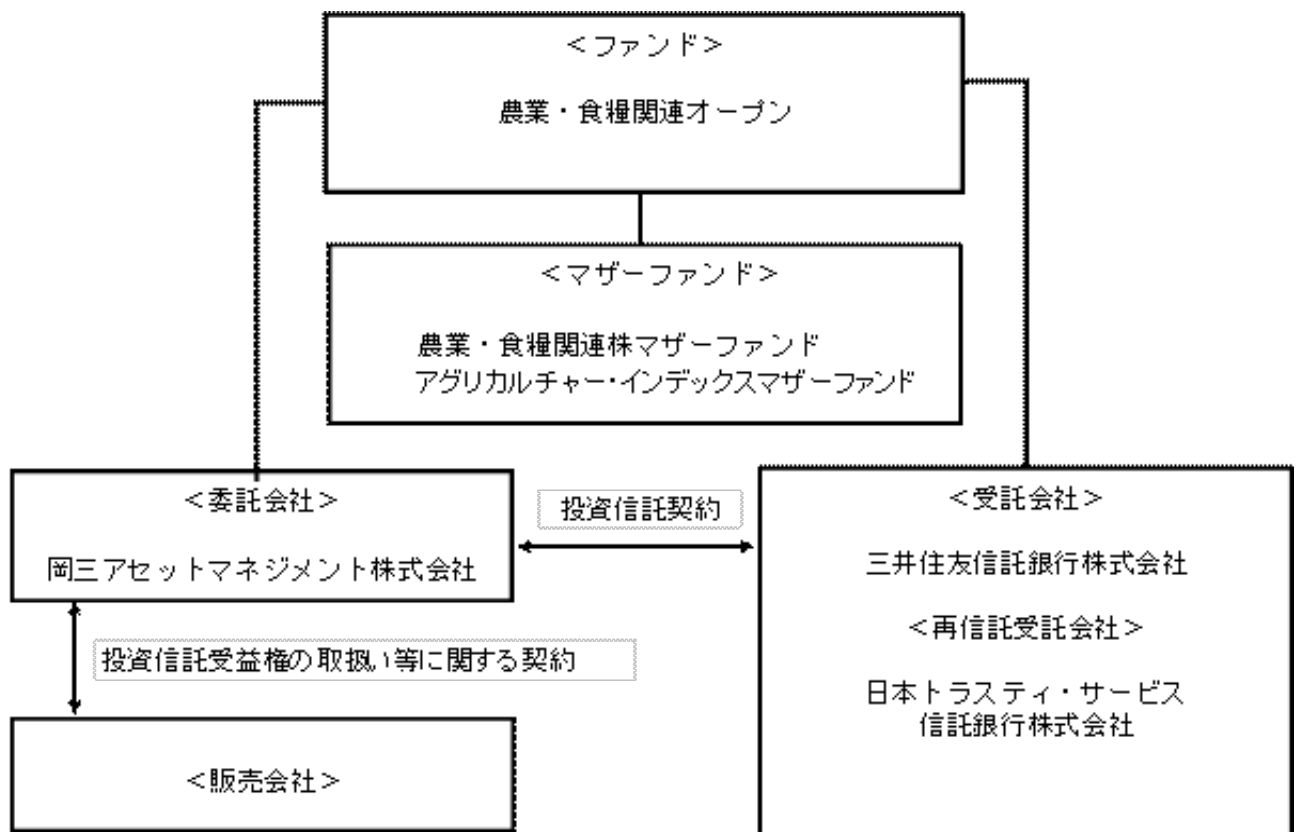 ＜ファンド＞
農業・食糧関連オープン
＜マザーファンド＞
農業・食糧関連株マザーファンド
アグリカルチャー・インデックスマザーファンド
＜委託会社＞
岡三アセットマネジメント株式会社
投資信託契約
＜受託会社＞
三井住友信託銀行株式会社
＜再信託受託会社＞
日本トラスティ・サービス
信託銀行株式会社
投資信託受益権の取扱い等に関する契約
＜販売会社＞